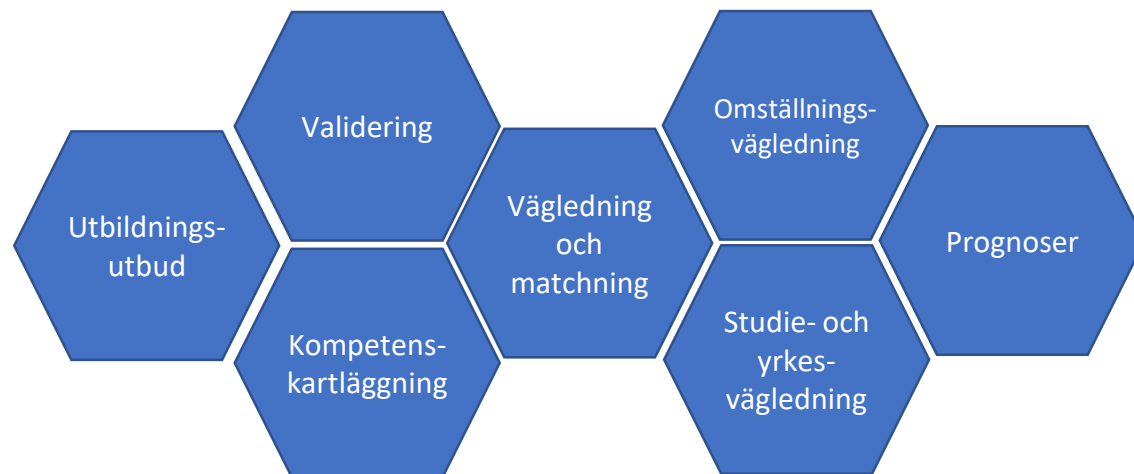 Utbildnings-
utbud
Validering
Kompetens-
kartläggning
Vägledning
och
matchning
Omställnings-
vägledning
Studie- och
yrkes-
vägledning
Prognoser